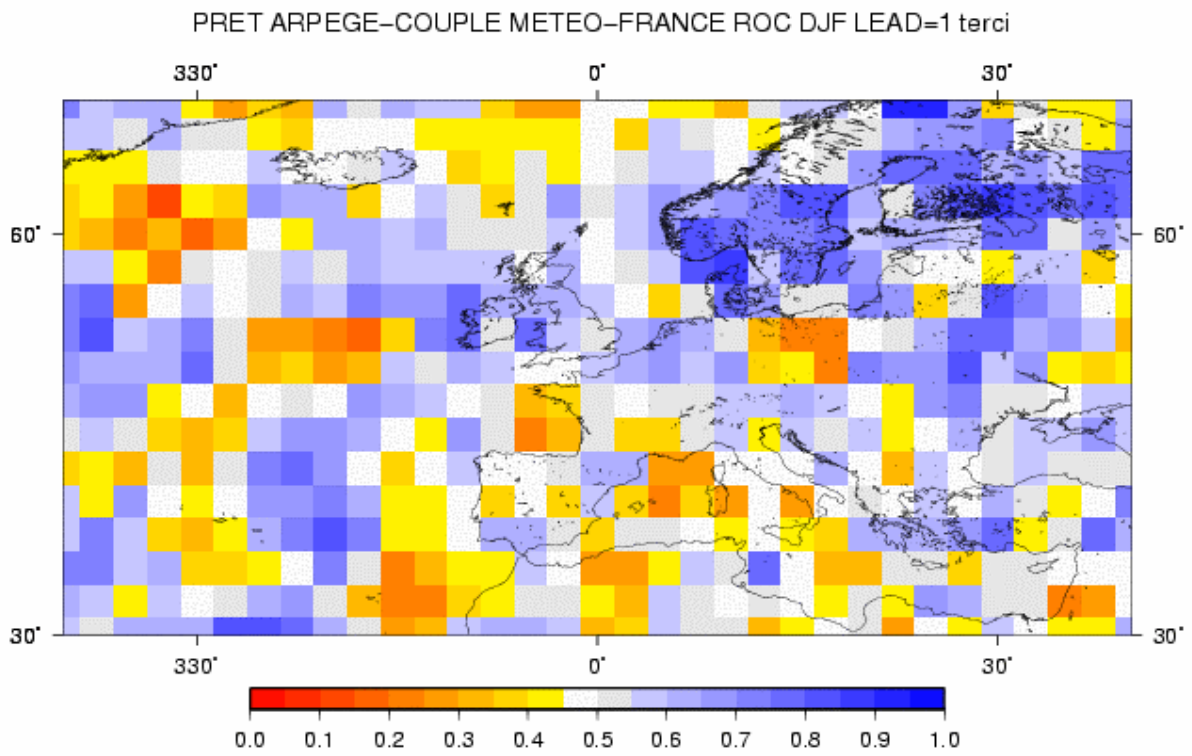 PRET ARPEGE-COUPLE METEO-FRANCE ROC DJF LEAD=1 terci
330° 0° 30°
60° 60°
30° 30°
330° 0° 30°
0.0 0.1 0.2 0.3 0.4 0.5 0.6 0.7 0.8 0.9 1.0